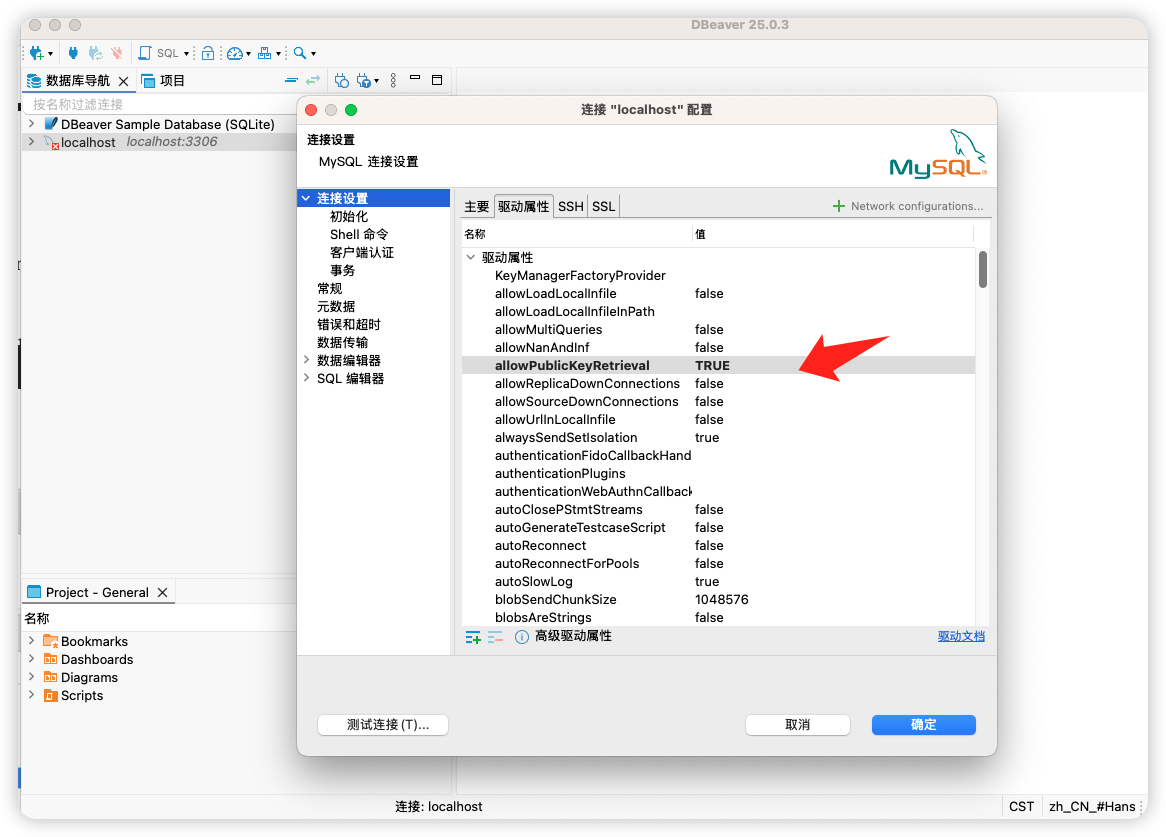 DBeaver 25.0.3
SQL
数据库导航
项目
按名称过滤连接
DBeaver Sample Database (SQLite)
localhost localhost:3306
连接 "localhost" 配置
连接设置
MySQL 连接设置
MySQL
连接设置
初始化
Shell 命令
客户端认证
事务
常规
元数据
错误和超时
数据传输
数据编辑器
SQL 编辑器
主要 驱动属性 SSH SSL
Network configurations...
名称 值
驱动属性
KeyManagerFactoryProvider
allowLoadLocalInfile false
allowLoadLocalInfileInPath
allowMultiQueries false
allowNanAndInf false
allowPublicKeyRetrieval TRUE
allowReplicaDownConnections false
allowSourceDownConnections false
allowUrlInLocalInfile false
alwaysSendSetIsolation true
authenticationFidoCallbackHand
authenticationPlugins
authenticationWebAuthnCallback
autoClosePStmtStreams false
autoGenerateTestcaseScript false
autoReconnect false
autoReconnectForPools false
autoSlowLog true
blobSendChunkSize 1048576
blobsAreStrings false
高级驱动属性
驱动文档
测试连接 (T)...
取消
确定
Project - General
名称
Bookmarks
Dashboards
Diagrams
Scripts
连接: localhost
CST
zh_CN_#Hans